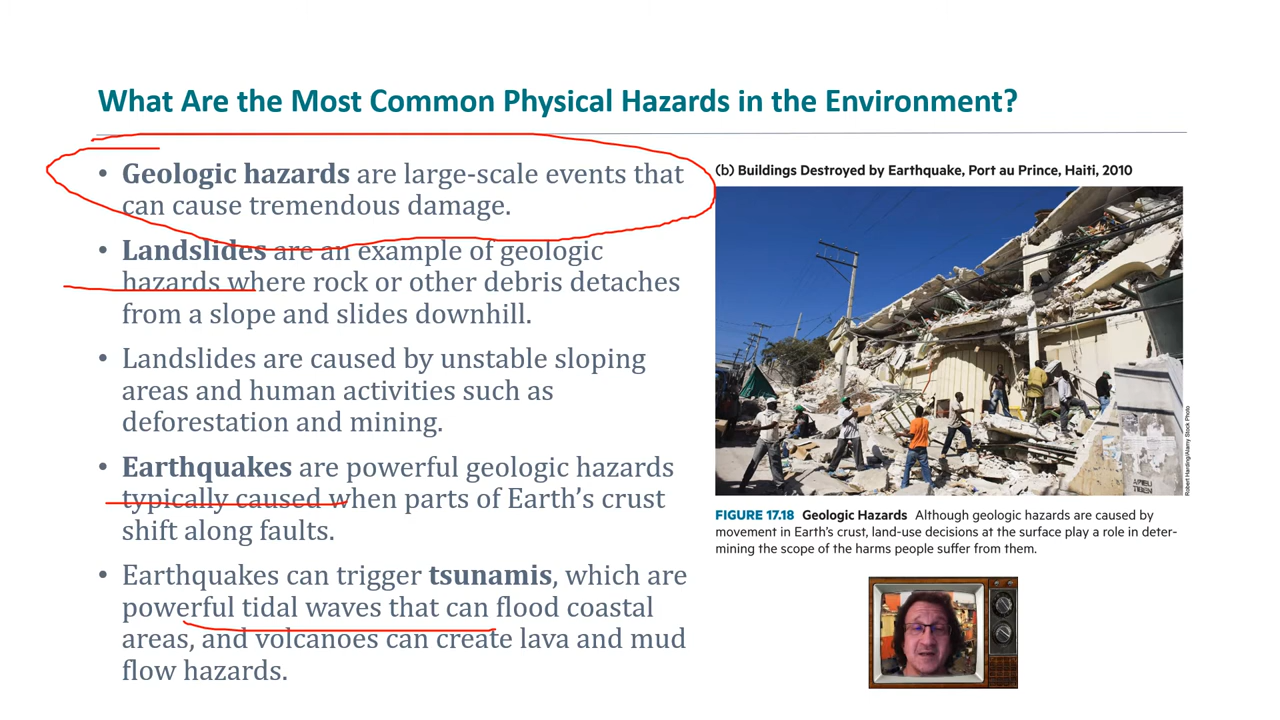 What Are the Most Common Physical Hazards in the Environment?
• Geologic hazards are large-scale events that
can cause tremendous damage.
• Landslides are an example of geologic
hazards where rock or other debris detaches
from a slope and slides downhill.
• Landslides are caused by unstable sloping
areas and human activities such as
deforestation and mining.
• Earthquakes are powerful geologic hazards
typically caused when parts of Earth's crust
shift along faults.
• Earthquakes can trigger tsunamis, which are
powerful tidal waves that can flood coastal
areas, and volcanoes can create lava and mud
flow hazards.
(b) Buildings Destroyed by Earthquake, Port au Prince, Haiti, 2010
Robert Harding/Alamy Stock Photo
FIGURE 17.18 Geologic Hazards Although geologic hazards are caused by
movement in Earth's crust, land-use decisions at the surface play a role in deter-
mining the scope of the harms people suffer from them.